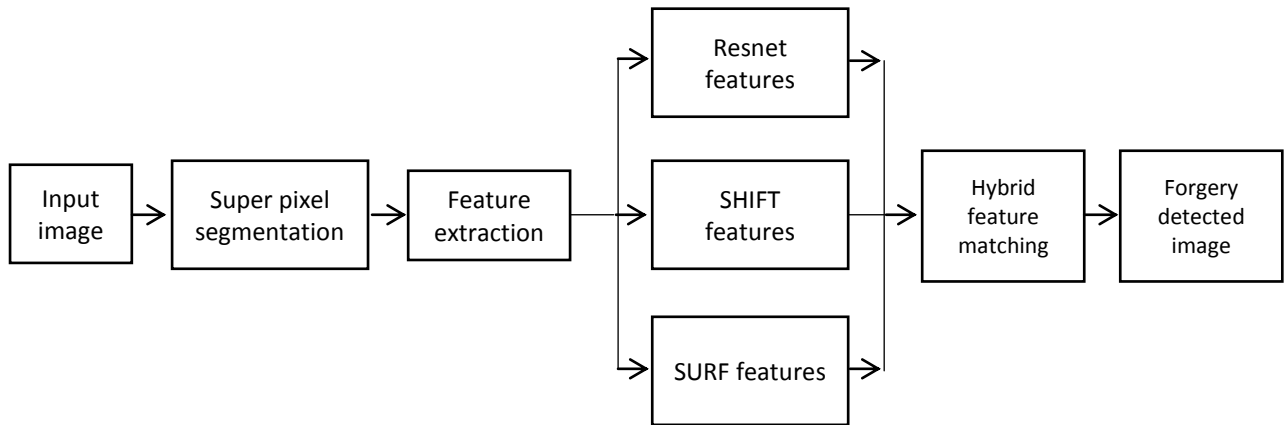 Input
image
Super pixel
segmentation
Feature
extraction
Resnet
features
SHIFT
features
SURF features
Hybrid
feature
matching
Forgery
detected
image